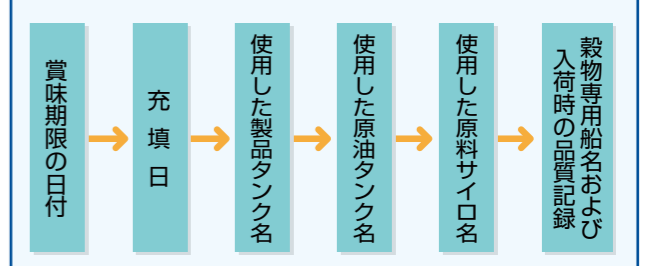 賞味期限の日付
充填日
使用した製品タンク名
使用した原油タンク名
使用した原料サイロ名
穀物専用船名および
入荷時の品質記録